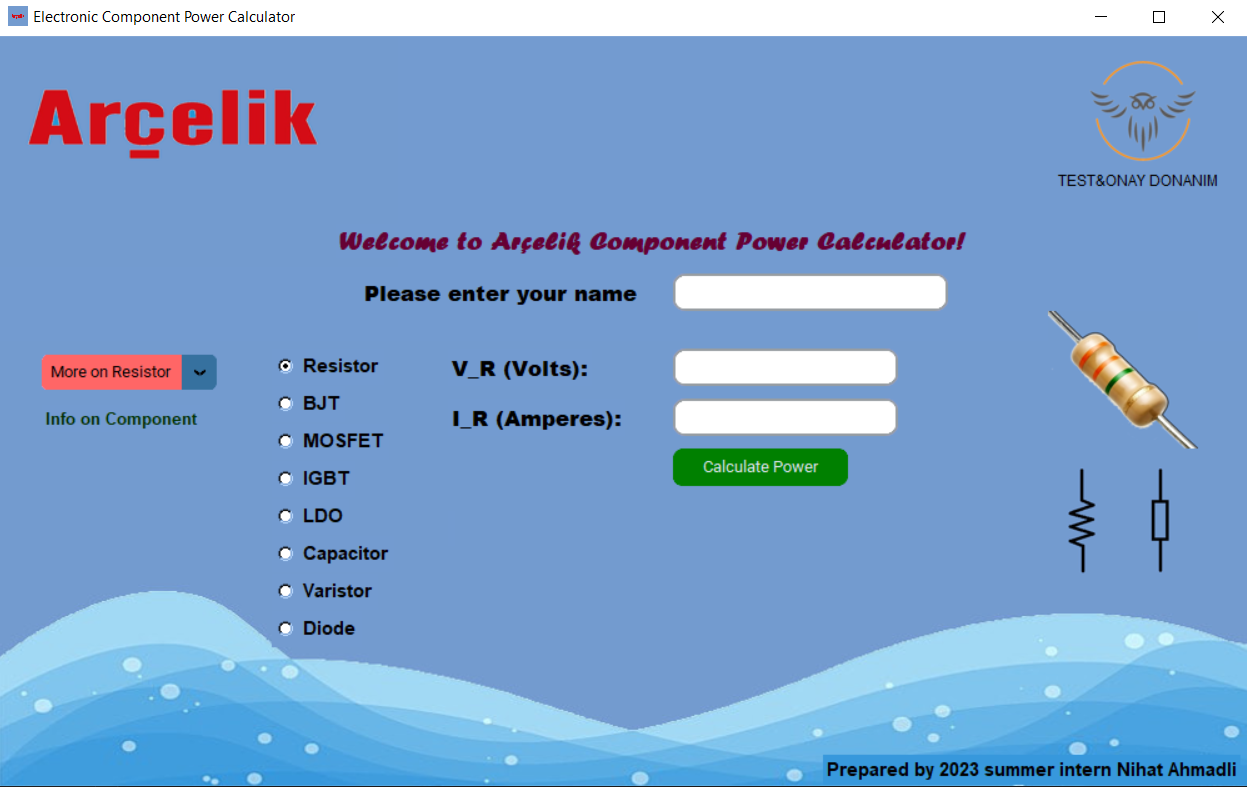 Electronic Component Power Calculator
Arçelik
TEST&ONAY DONANIM
Welcome to Arçelik Component Power Calculator!
Please enter your name
More on Resistor
Info on Component
Resistor
BJT
MOSFET
IGBT
LDO
Capacitor
Varistor
Diode
V_R (Volts):
I_R (Amperes):
Calculate Power
Prepared by 2023 summer intern Nihat Ahmadli